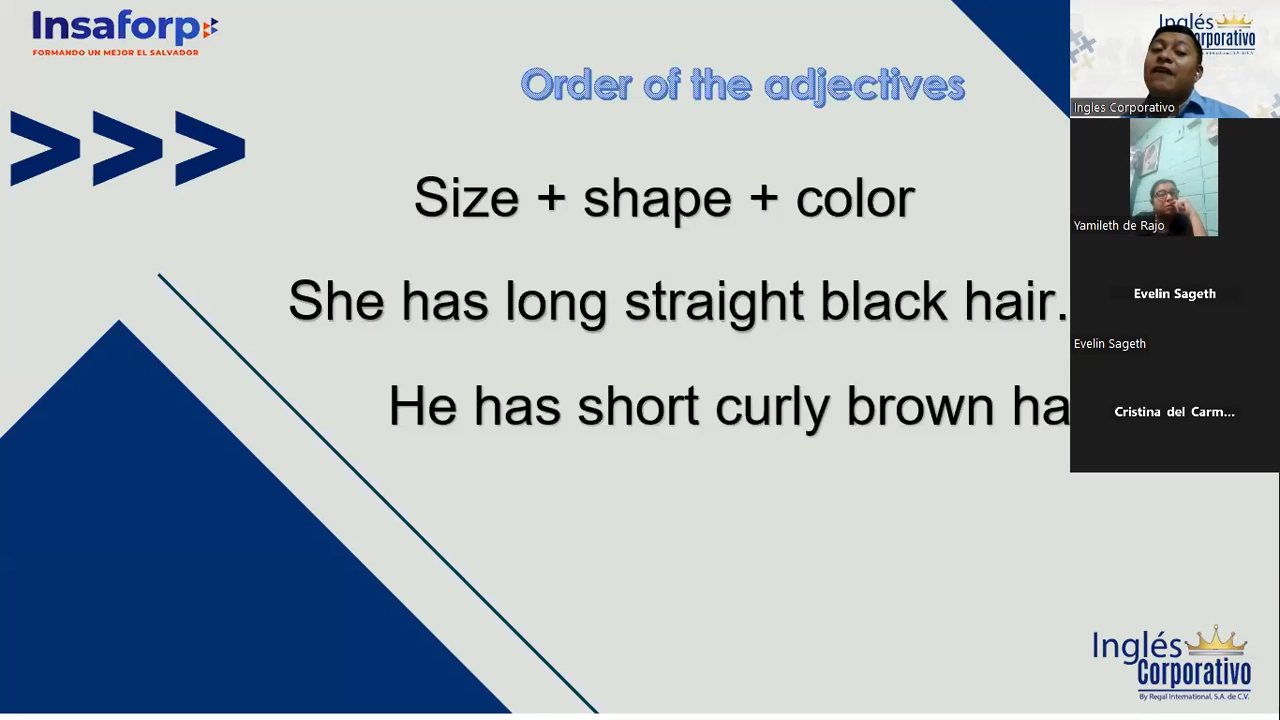 Insaforp
FORMANDO UN MEJOR EL SALVADOR
Order of the adjectives
Size + shape + color
She has long straight black hair.
He has short curly brown ha
Inglés
Corporativo
Ingles Corporativo
Yamileth de Rajo
Evelin Sageth
Evelin Sageth
Cristina del Carm...
Inglés
Corporativo
By Regal International, S.A. de C.V.